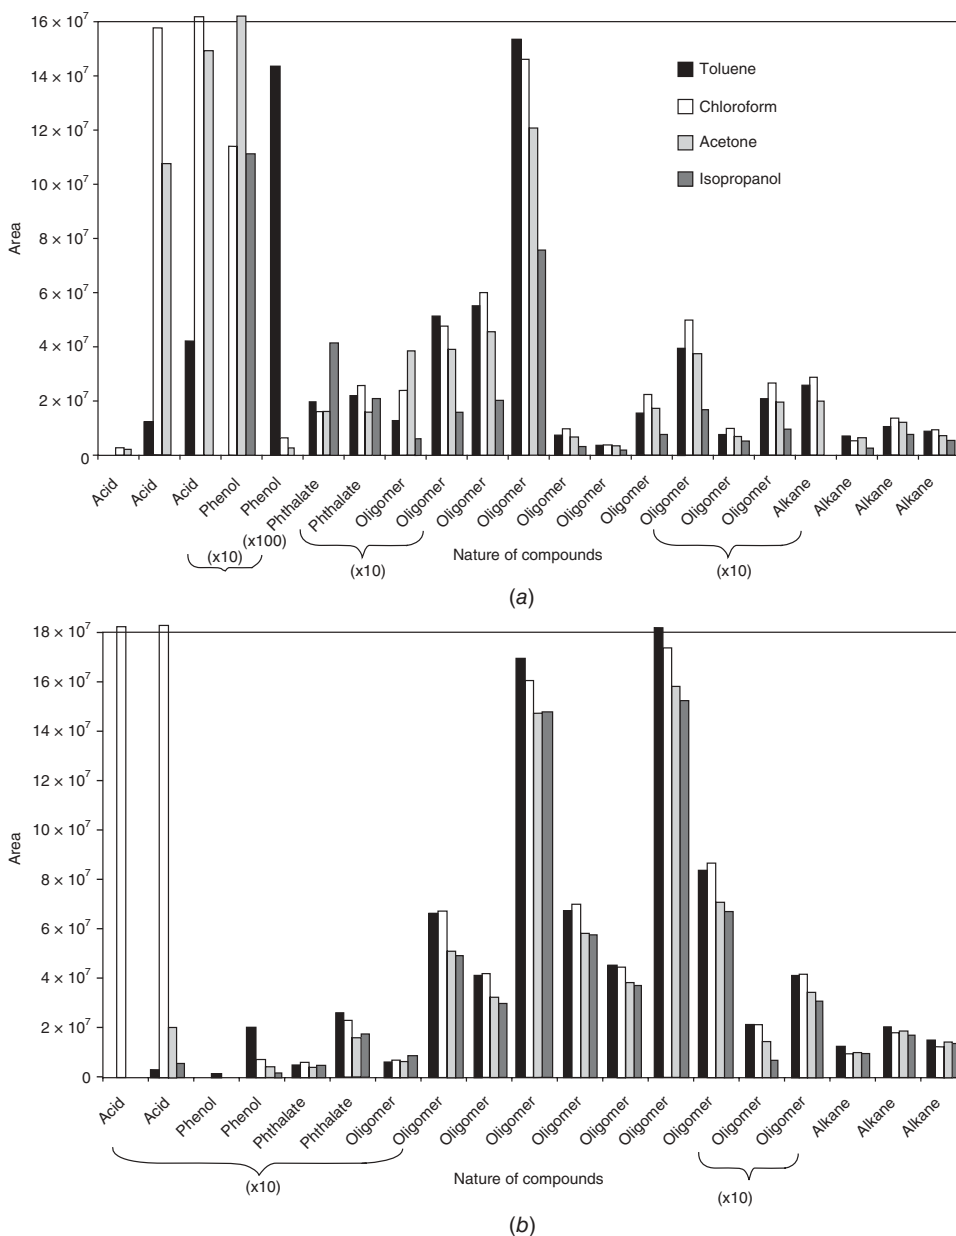 16 × 10⁷
14 × 10⁷
12 × 10⁷
10 × 10⁷
8 × 10⁷
6 × 10⁷
4 × 10⁷
2 × 10⁷
0
Area
Toluene
Chloroform
Acetone
Isopropanol
Acid
Acid
Acid
Phenol
Phenol
Phthalate
Phthalate
Oligomer
Oligomer
Oligomer
Oligomer
Oligomer
Oligomer
Oligomer
Oligomer
Oligomer
Oligomer
Alkane
Alkane
Alkane
Alkane
(x100)
(x10)
(x10)
Nature of compounds
(x10)
(a)
18 × 10⁷
16 × 10⁷
14 × 10⁷
12 × 10⁷
10 × 10⁷
8 × 10⁷
6 × 10⁷
4 × 10⁷
2 × 10⁷
0
Area
Acid
Acid
Phenol
Phenol
Phthalate
Phthalate
Oligomer
Oligomer
Oligomer
Oligomer
Oligomer
Oligomer
Oligomer
Oligomer
Oligomer
Oligomer
Alkane
Alkane
Alkane
(x10)
Nature of compounds
(x10)
(b)